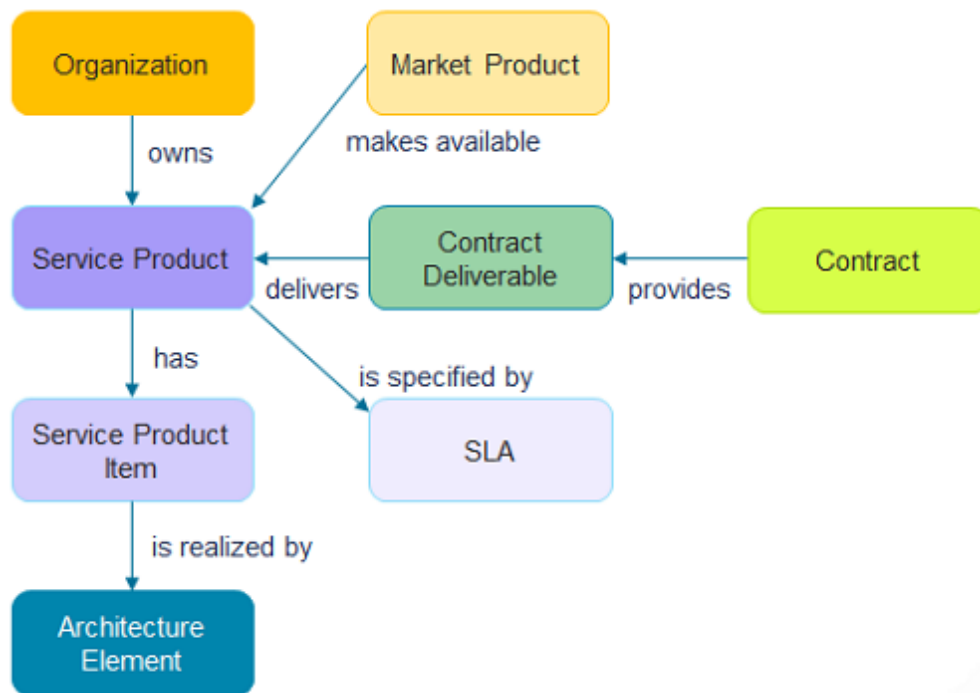 Organization
Market Product
owns
makes available
Service Product
Contract
Deliverable
Contract
delivers
provides
has
is specified by
Service Product
Item
SLA
is realized by
Architecture
Element